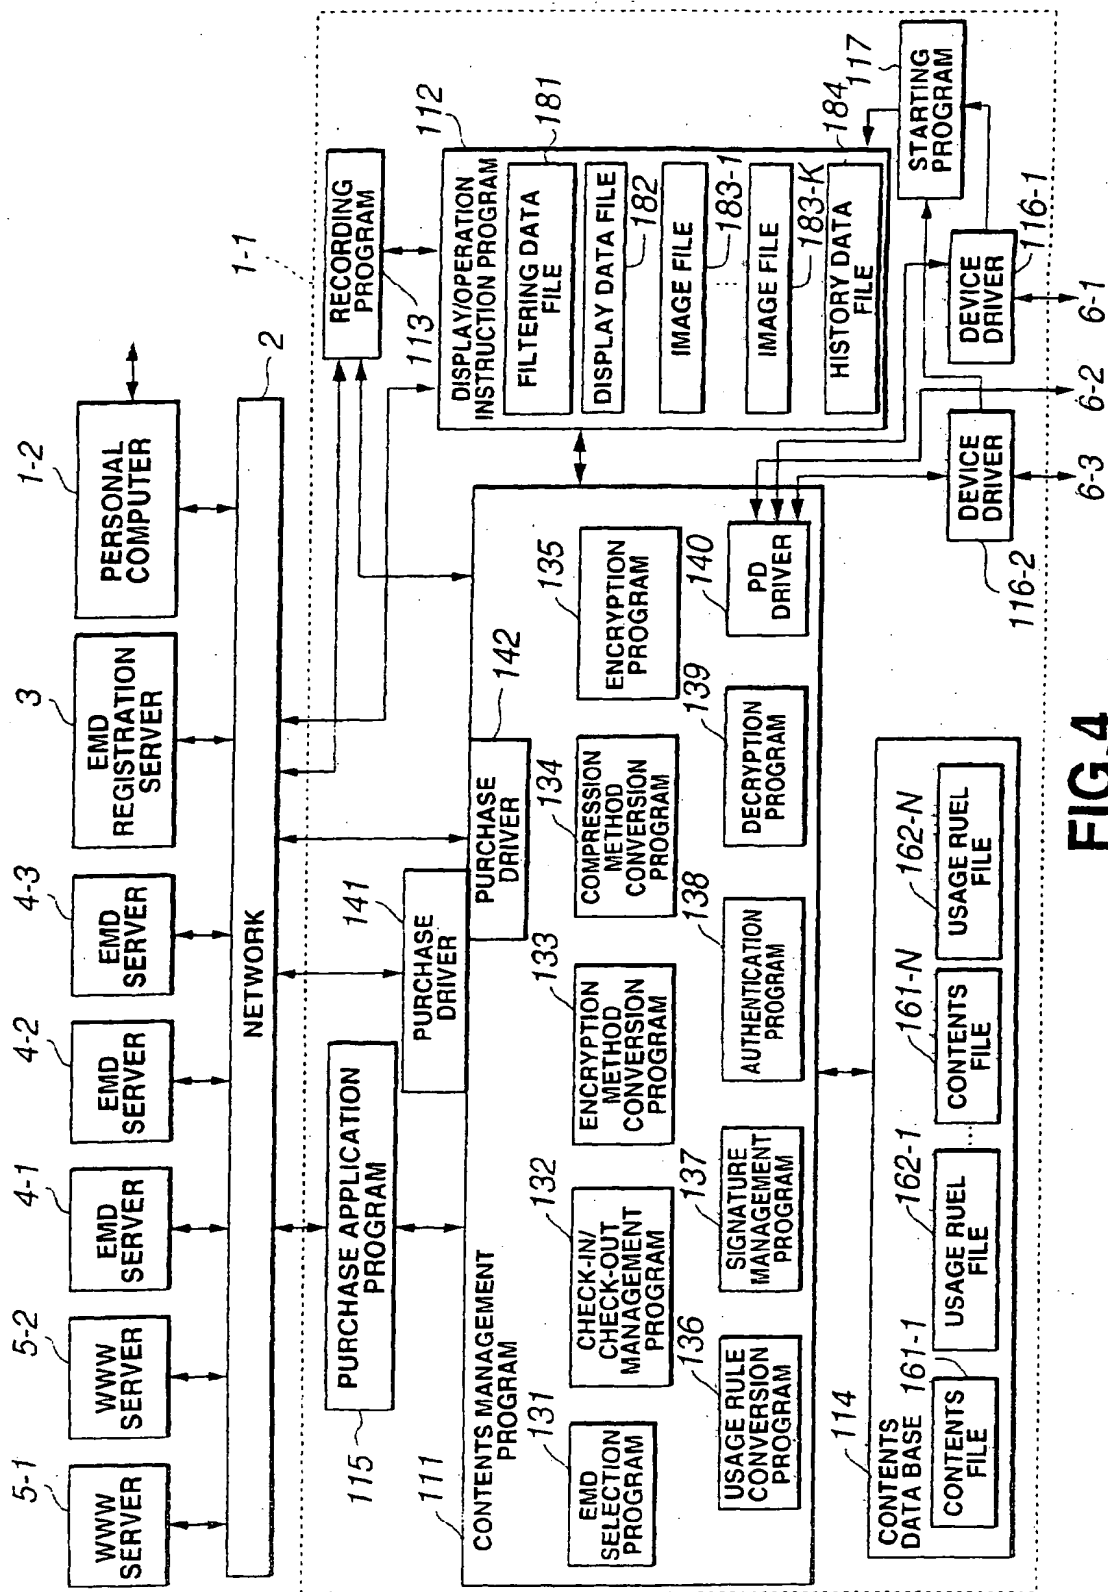 5-1
WWW
SERVER
5-2
WWW
SERVER
4-1
EMD
SERVER
4-2
EMD
SERVER
4-3
EMD
SERVER
3
EMD
REGISTRATION
SERVER
1-2
PERSONAL
COMPUTER
NETWORK
2
1-1
115
PURCHASE APPLICATION
PROGRAM
141
PURCHASE
DRIVER
142
PURCHASE
DRIVER
RECORDING
PROGRAM
113
111
CONTENTS MANAGEMENT
PROGRAM
131
EMD
SELECTION
PROGRAM
132
CHECK-IN/
CHECK-OUT
MANAGEMENT
PROGRAM
133
ENCRYPTION
METHOD
CONVERSION
PROGRAM
134
COMPRESSION
METHOD
CONVERSION
PROGRAM
135
ENCRYPTION
PROGRAM
136
USAGE RULE
CONVERSION
PROGRAM
137
SIGNATURE
MANAGEMENT
PROGRAM
138
AUTHENTICATION
PROGRAM
139
DECRYPTION
PROGRAM
140
PD
DRIVER
112
DISPLAY/OPERATION
INSTRUCTION PROGRAM
FILTERING DATA
FILE
181
DISPLAY DATA FILE
182
IMAGE FILE
183-1
IMAGE FILE
183-K
HISTORY DATA
FILE
184
117
STARTING
PROGRAM
114
CONTENTS
DATA BASE
161-1
CONTENTS
FILE
162-1
USAGE RUEL
FILE
161-N
CONTENTS
FILE
162-N
USAGE RUEL
FILE
116-2
DEVICE
DRIVER
116-1
DEVICE
DRIVER
6-3
6-2
6-1
FIG.4